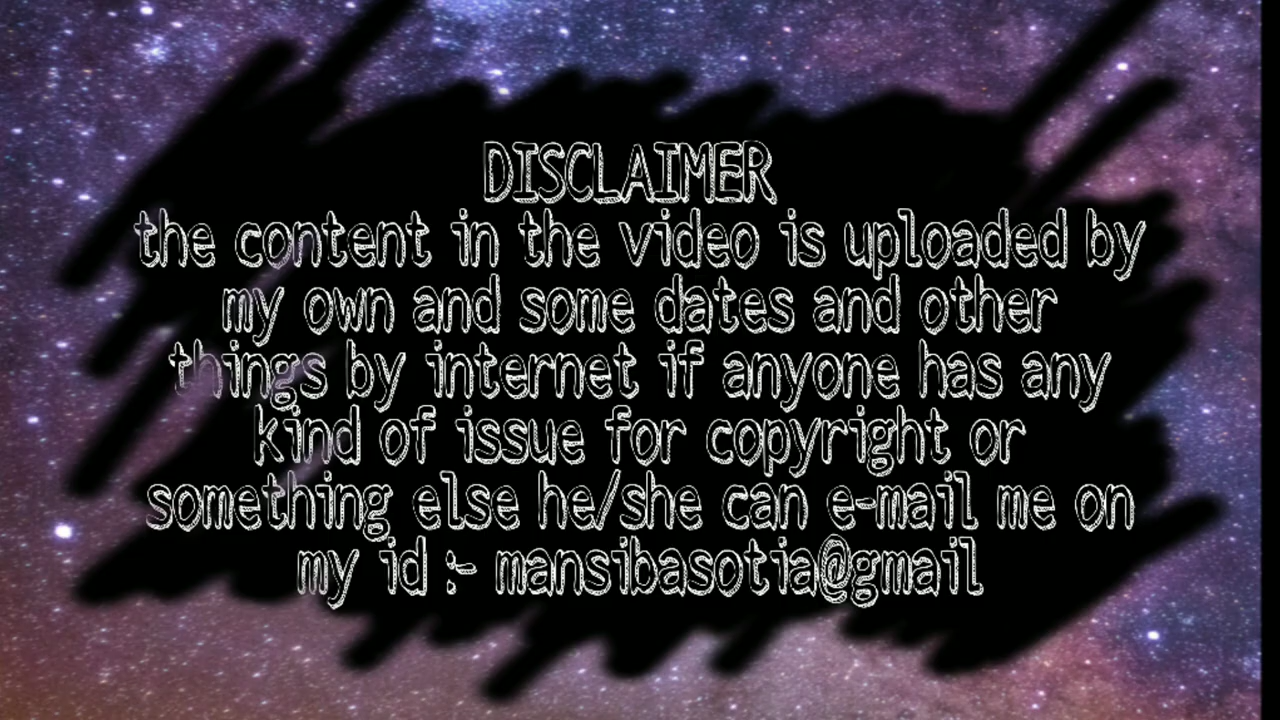 DISCLAIMER
the content in the video is uploaded by
my own and some dates and other
things by internet if anyone has any
kind of issue for copyright or
something else he/she can e-mail me on
my id :- mansibasotia@gmail